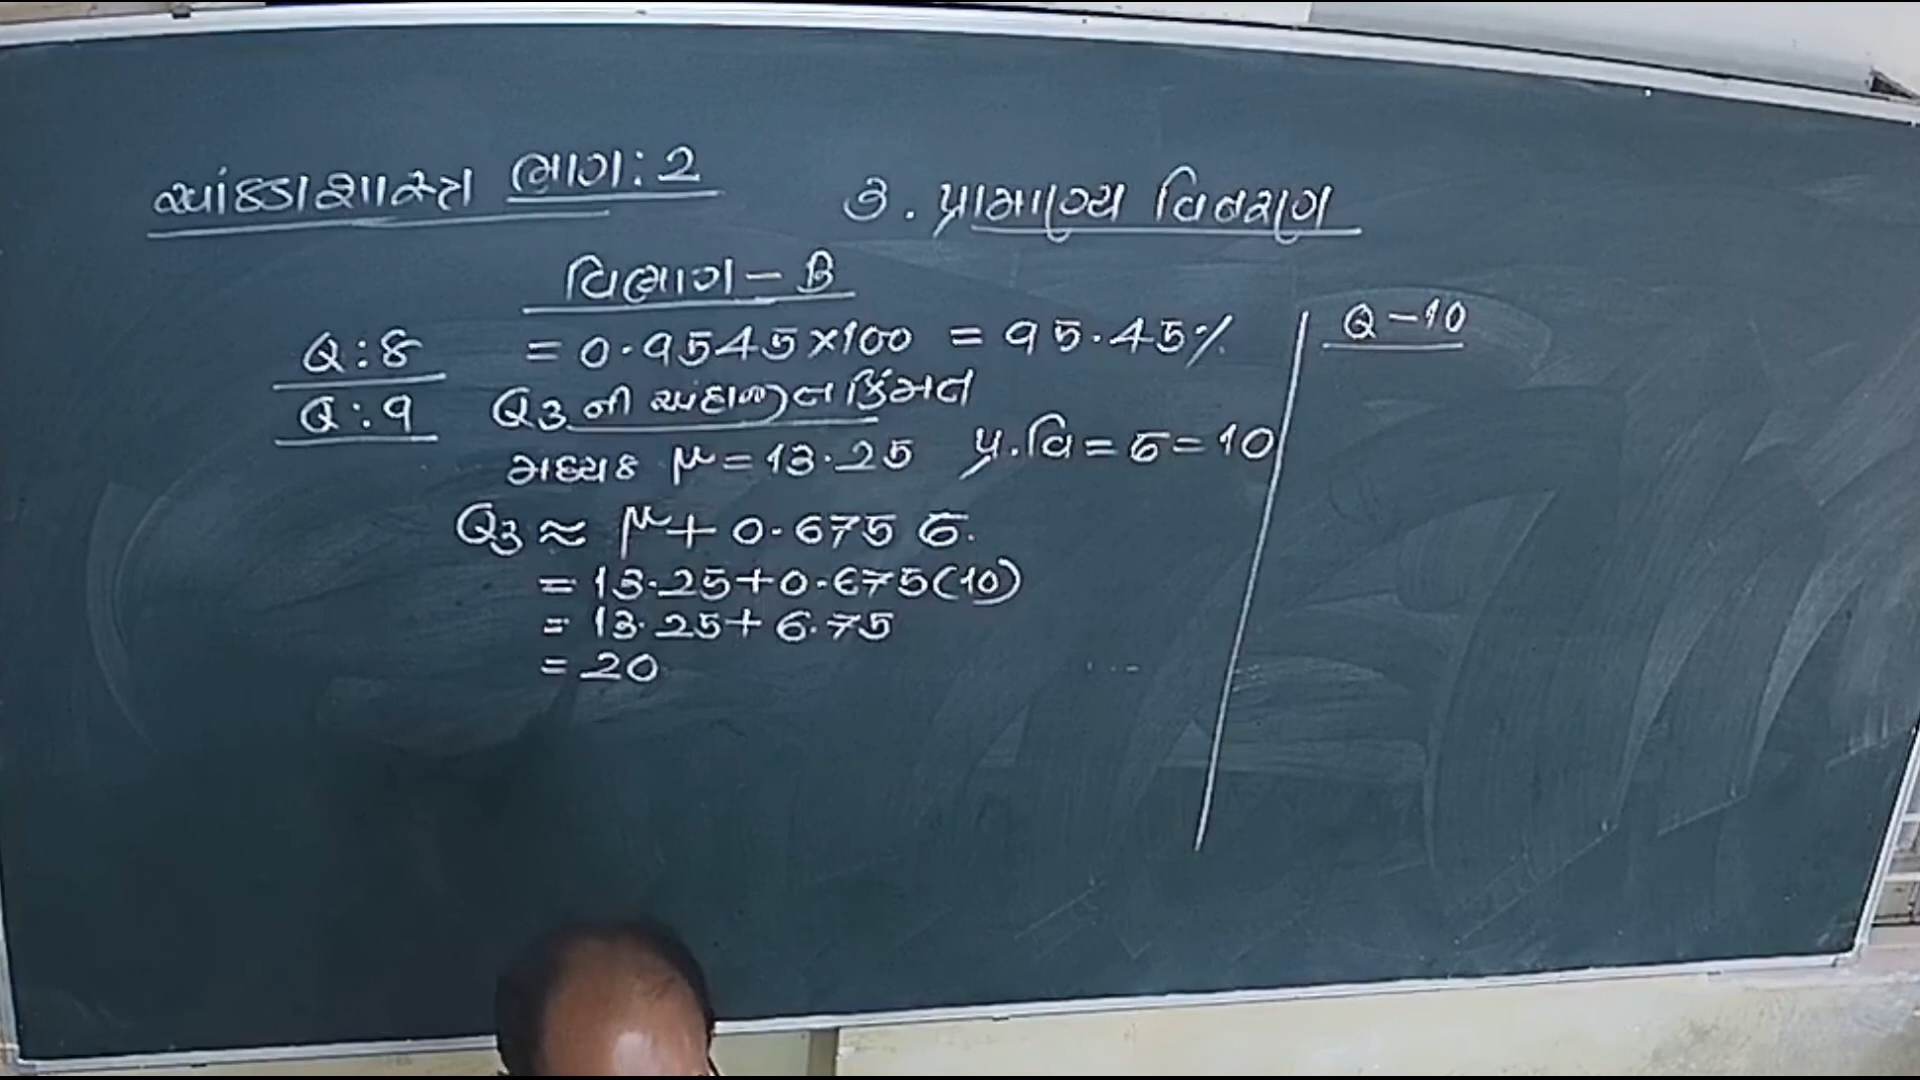 આંકડાશાસ્ત્ર ભાગ:2
3. પ્રામાણ્ય વિતરણ
વિભાગ - B
Q:8 = 0.9545×100 = 95.45%
Q:9 Q3 ની અંદાજીત કિંમત
મધ્યક μ = 13.25 પ્ર.વિ = σ = 10
Q3 ≈ μ + 0.675 σ.
= 13.25+0.675(10)
= 13.25+ 6.75
= 20
Q-10